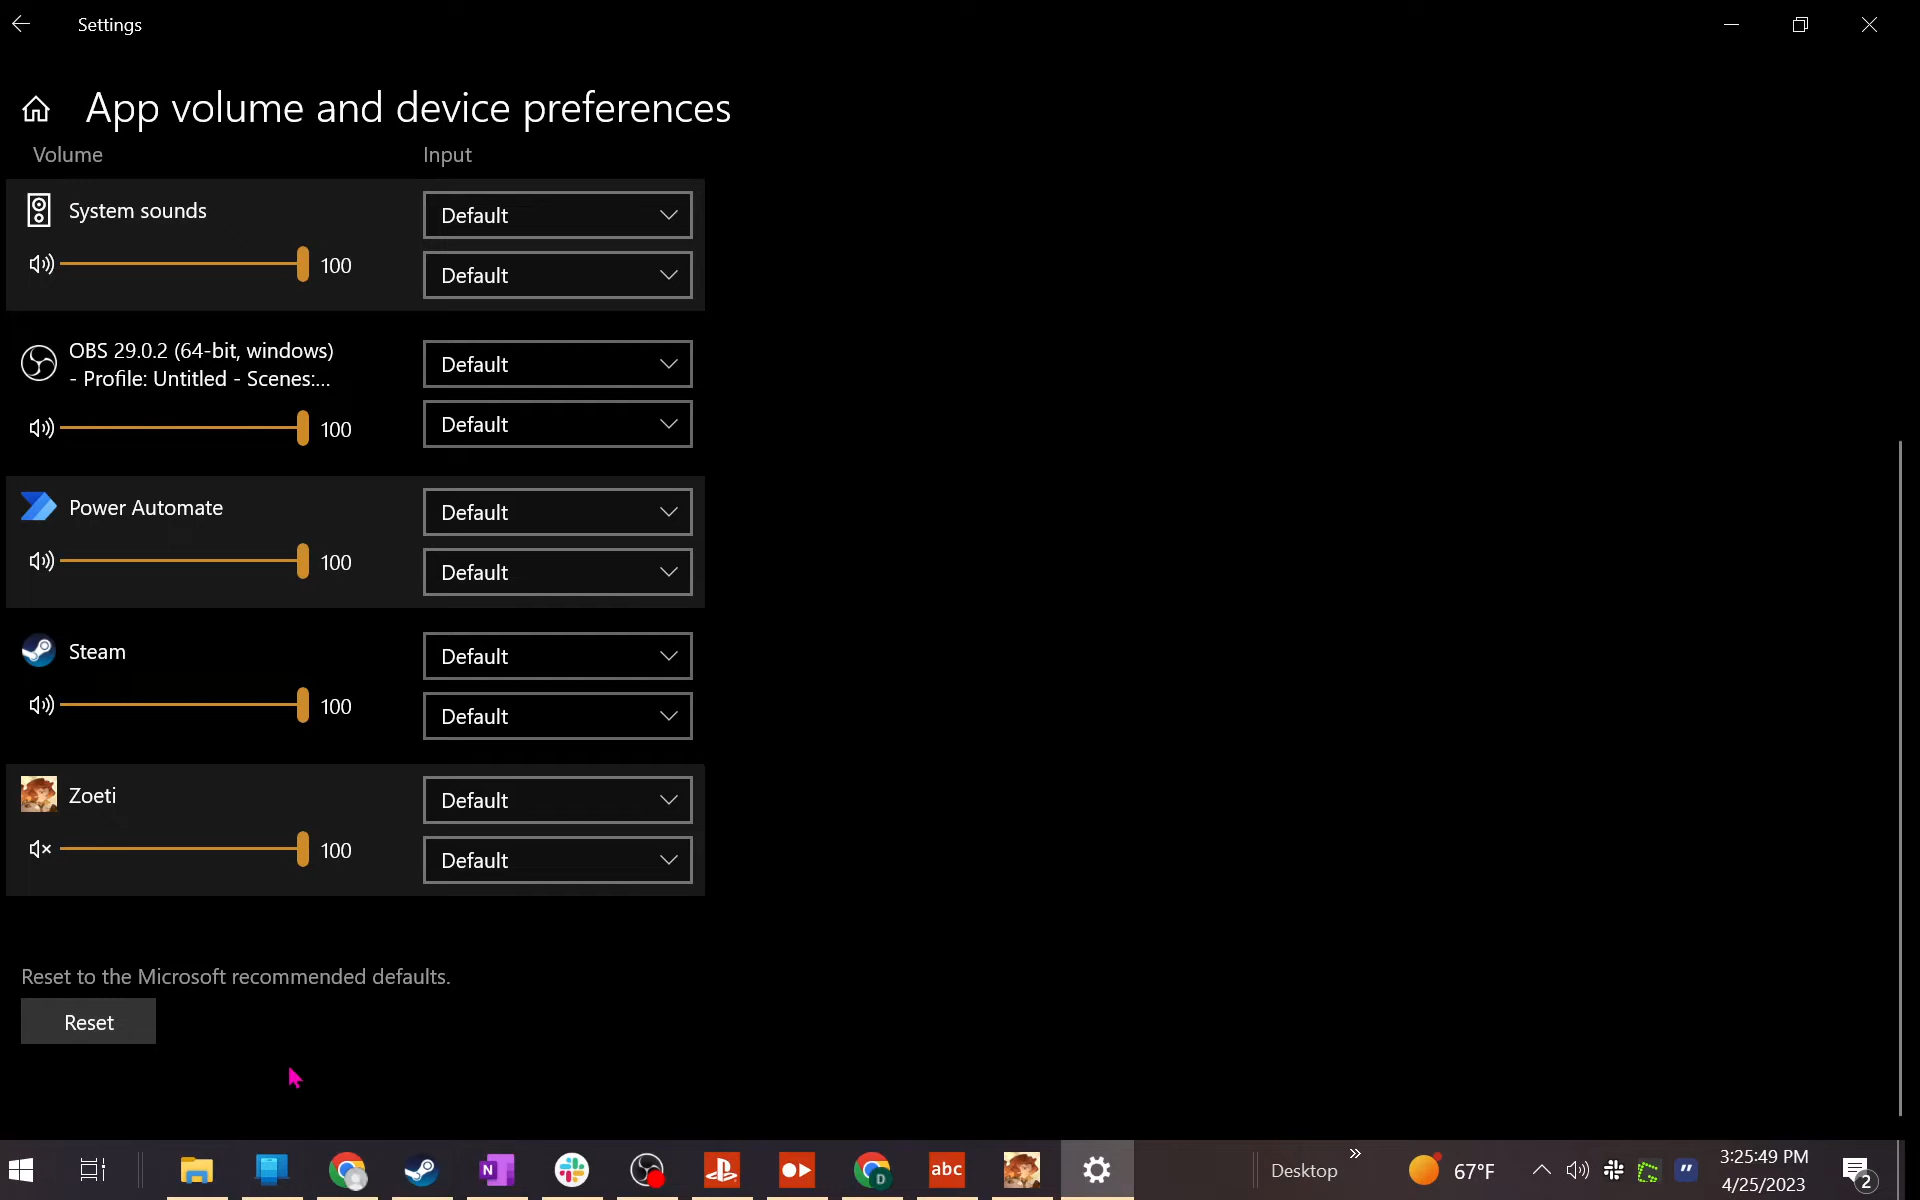 Settings
App volume and device preferences
Volume Input
System sounds Default
100 Default
OBS 29.0.2 (64-bit, windows)
- Profile: Untitled - Scenes:... Default
100 Default
Power Automate Default
100 Default
Steam Default
100 Default
Zoeti Default
100 Default
Reset to the Microsoft recommended defaults.
Reset
N D abc Desktop » 67°F 3:25:49 PM
4/25/2023 2